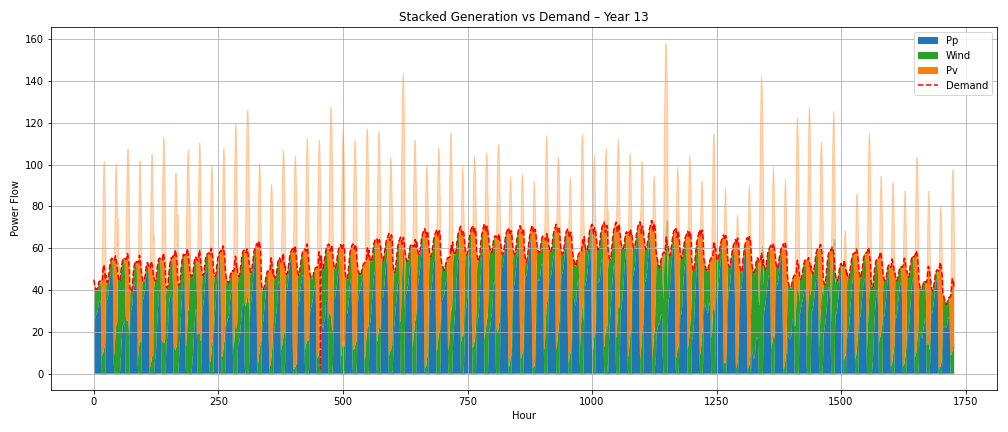 Stacked Generation vs Demand – Year 13
Pp
Wind
Pv
Demand
Power Flow
160
140
120
100
80
60
40
20
0
0
250
500
750
1000
1250
1500
1750
Hour